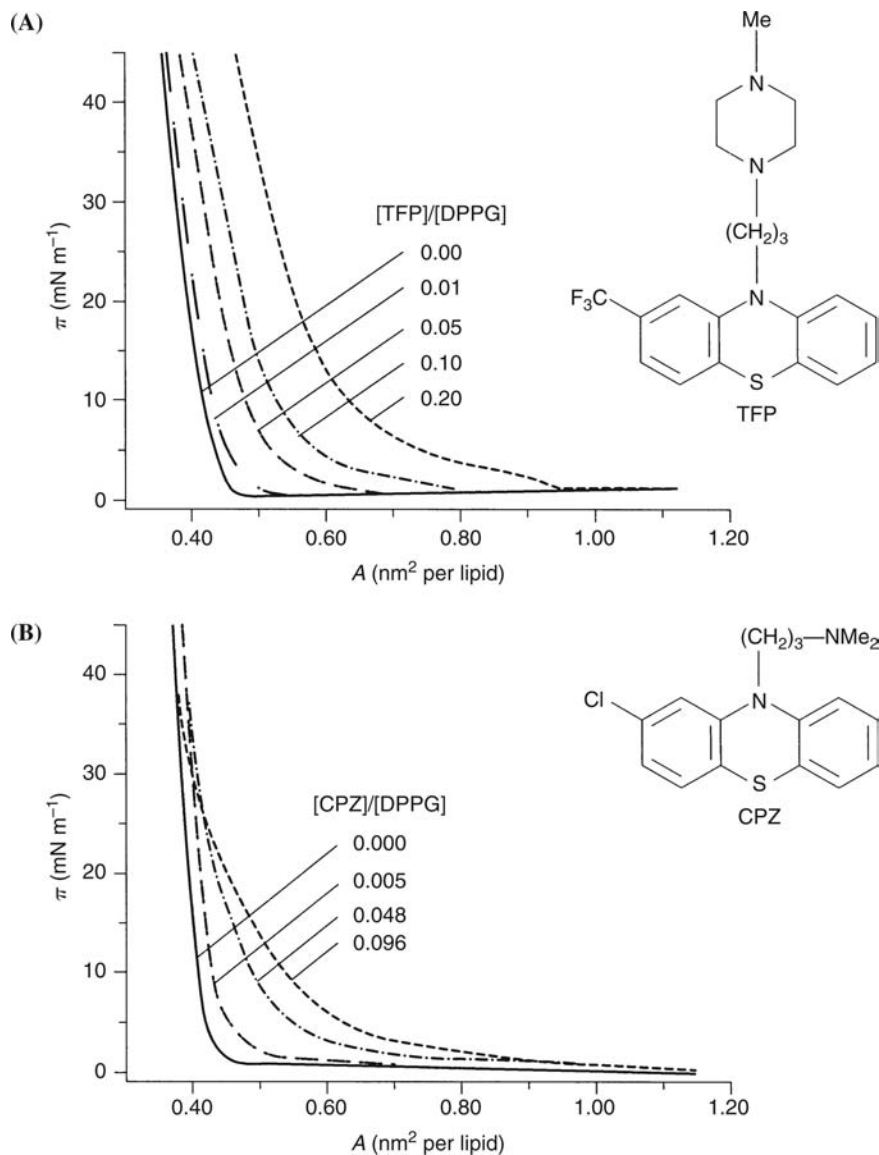 (A)
Me
N
N
(CH2)3
F3C
N
S
TFP
π (mN m−1)
40
30
20
10
0
[TFP]/[DPPG]
0.00
0.01
0.05
0.10
0.20
0.40
0.60
0.80
1.00
1.20
A (nm2 per lipid)
(B)
(CH2)3—NMe2
Cl
N
S
CPZ
π (mN m−1)
40
30
20
10
0
[CPZ]/[DPPG]
0.000
0.005
0.048
0.096
0.40
0.60
0.80
1.00
1.20
A (nm2 per lipid)